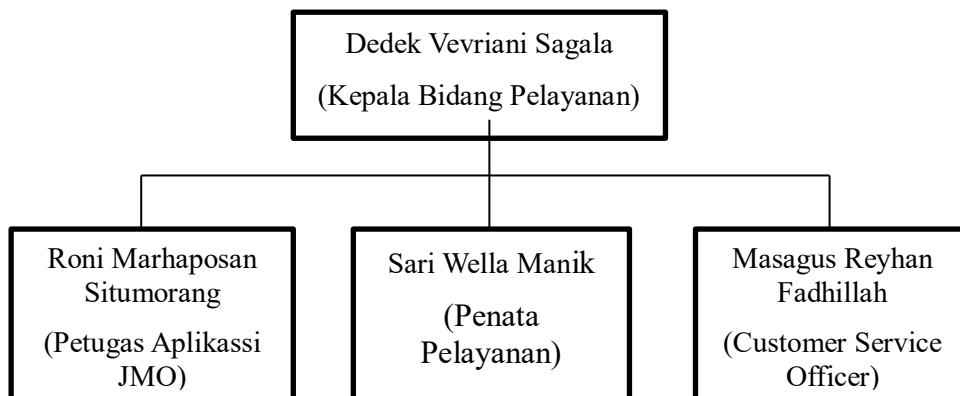 Dedek Vevriani Sagala
(Kepala Bidang Pelayanan)
Roni Marhaposan
Situmorang
(Petugas Aplikassi
JMO)
Sari Wella Manik
(Penata
Pelayanan)
Masagus Reyhan
Fadhillah
(Customer Service
Officer)